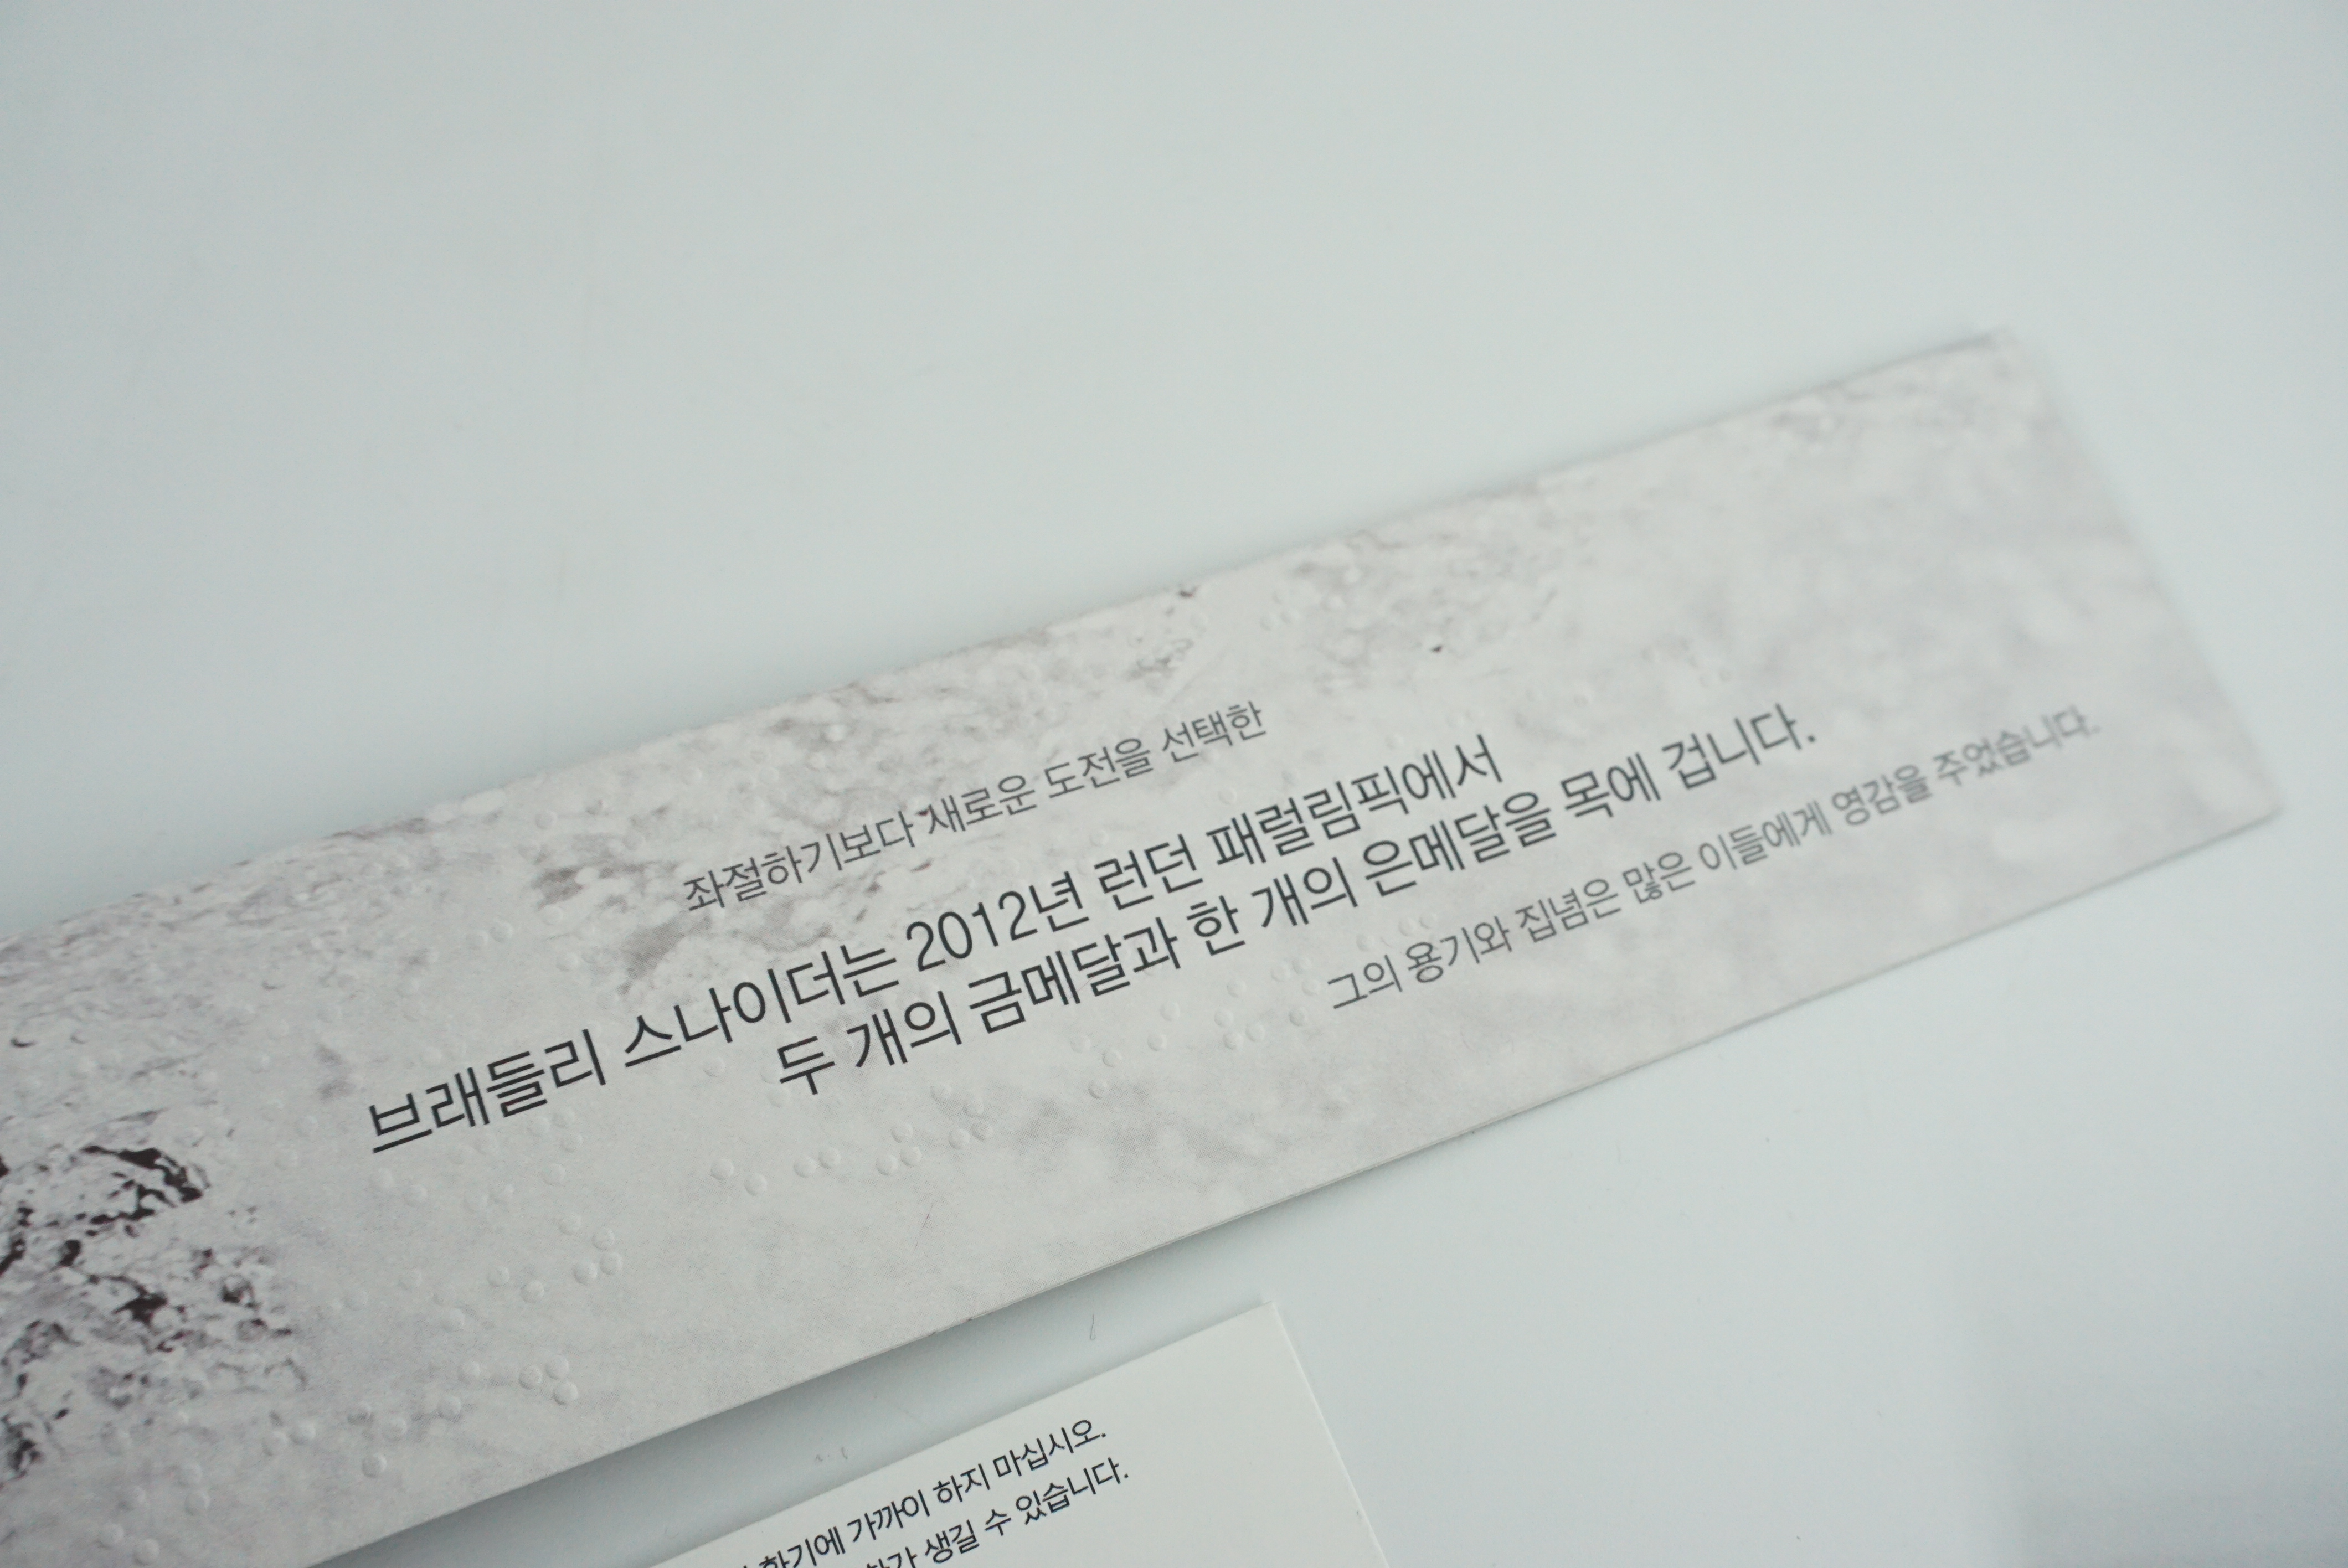 좌절하기보다 새로운 도전을 선택한
브래들리 스나이더는 2012년 런던 패럴림픽에서
두 개의 금메달과 한 개의 은메달을 목에 겁니다.
그의 용기와 집념은 많은 이들에게 영감을 주었습니다.
한기에 가까이 하지 마십시오.
생길 수 있습니다.